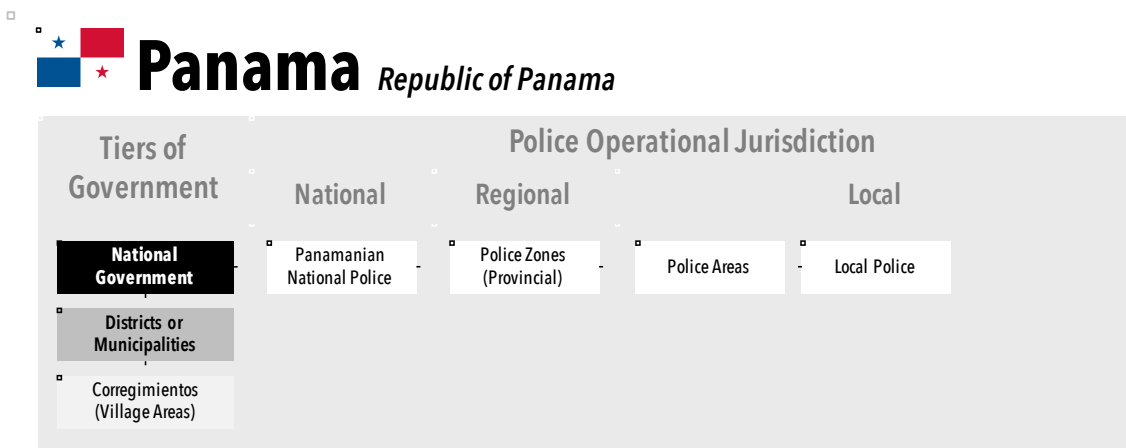 Panama Republic of Panama
Tiers of
Government
Police Operational Jurisdiction
National
Regional
Local
National
Government
Panamanian
National Police
Police Zones
(Provincial)
Police Areas
Local Police
Districts or
Municipalities
Corregimientos
(Village Areas)